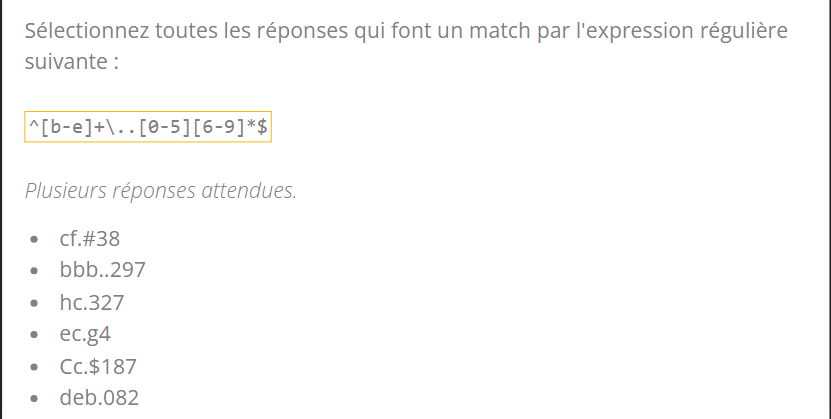 Sélectionnez toutes les réponses qui font un match par l'expression régulière
suivante :
^[b-e]+\..[0-5][6-9]*$
Plusieurs réponses attendues.
• cf.#38
• bbb..297
• hc.327
• ec.g4
• Cc.$187
• deb.082